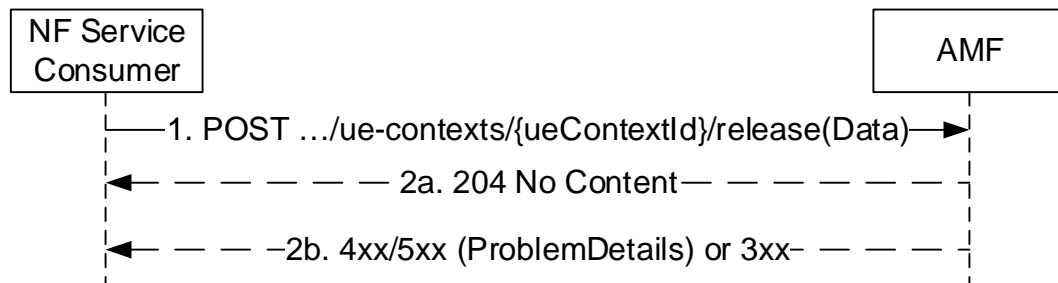 NF Service
Consumer
AMF
1. POST …/ue-contexts/{ueContextId}/release(Data)
2a. 204 No Content
2b. 4xx/5xx (ProblemDetails) or 3xx